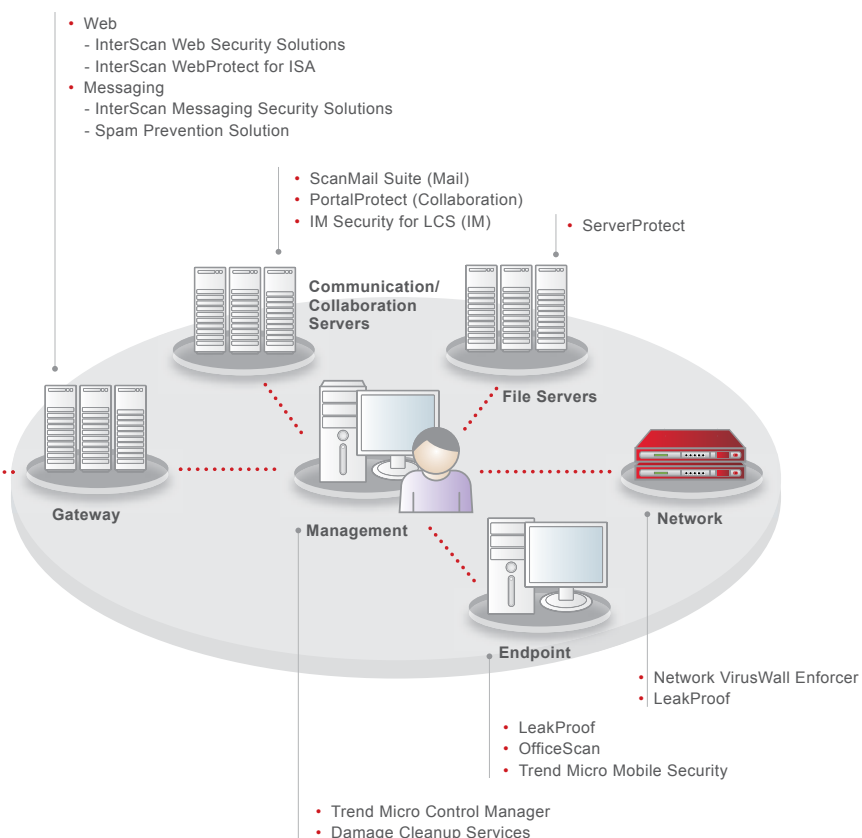 • Web
- InterScan Web Security Solutions
- InterScan WebProtect for ISA
• Messaging
- InterScan Messaging Security Solutions
- Spam Prevention Solution
• ScanMail Suite (Mail)
• PortalProtect (Collaboration)
• IM Security for LCS (IM)
• ServerProtect
Communication/
Collaboration
Servers
File Servers
Gateway
Management
Network
Endpoint
• Network VirusWall Enforcer
• LeakProof
• LeakProof
• OfficeScan
• Trend Micro Mobile Security
• Trend Micro Control Manager
• Damage Cleanup Services